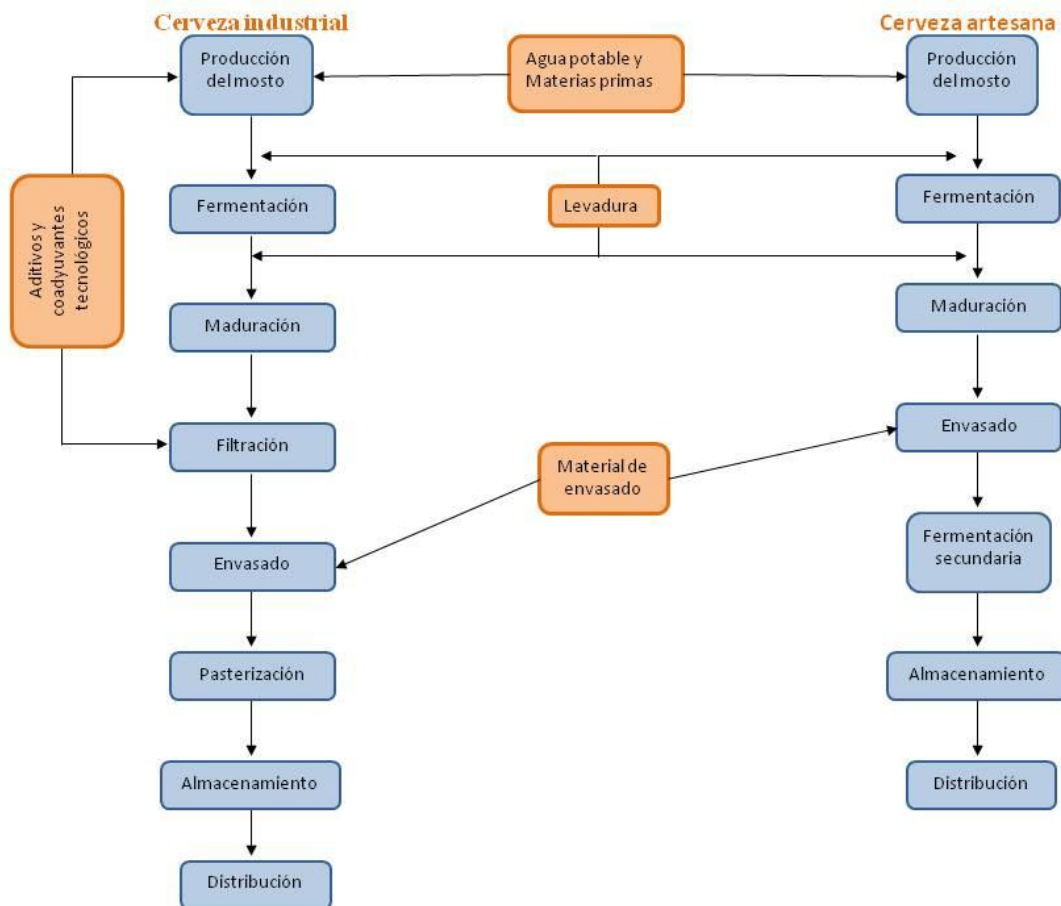 Cerveza industrial
Cerveza artesana
Producción
del mosto
Agua potable y
Materias primas
Producción
del mosto
Aditivos y
coadyuvantes
tecnológicos
Fermentación
Levadura
Fermentación
Maduración
Maduración
Filtración
Envasado
Material de
envasado
Envasado
Fermentación
secundaria
Pasterización
Almacenamiento
Almacenamiento
Distribución
Distribución